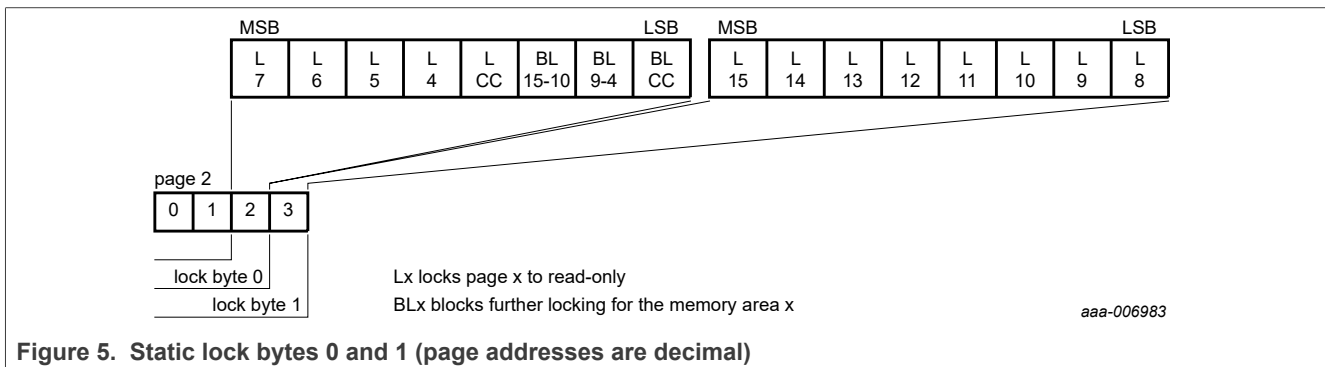 MSB LSB MSB LSB
L L L L L BL BL BL L L L L L L L L
7 6 5 4 CC 15-10 9-4 CC 15 14 13 12 11 10 9 8
page 2
0 1 2 3
lock byte 0 Lx locks page x to read-only
lock byte 1 BLx blocks further locking for the memory area x
aaa-006983
Figure 5. Static lock bytes 0 and 1 (page addresses are decimal)